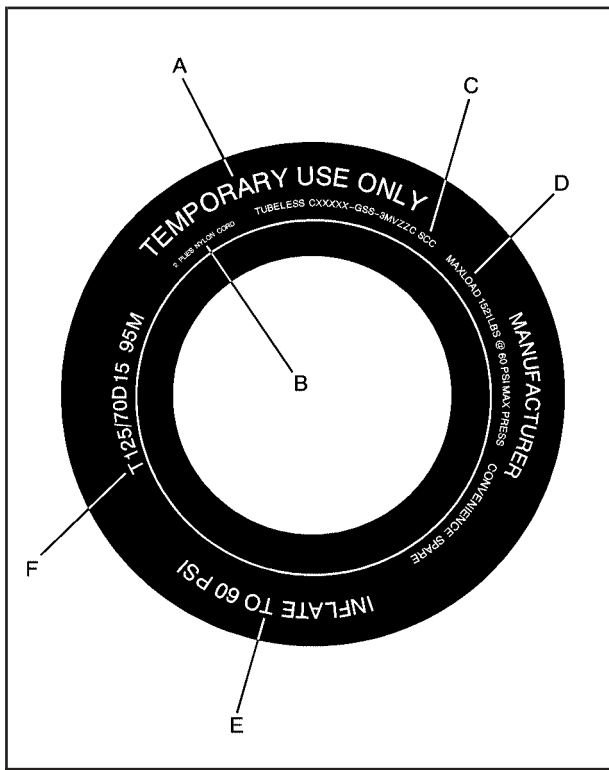 A
C
D
TEMPORARY USE ONLY
TUBELESS CXXXXX-GSS-3MVZZC SCC
2 PLIES NYLON CORD
MAXLOAD 1521LBS @ 60 PSI MAX PRESS
MANUFACTURER
B
T125/70D15 95M
CONVENIENCE SPARE
F
INFLATE TO 60 PSI
E